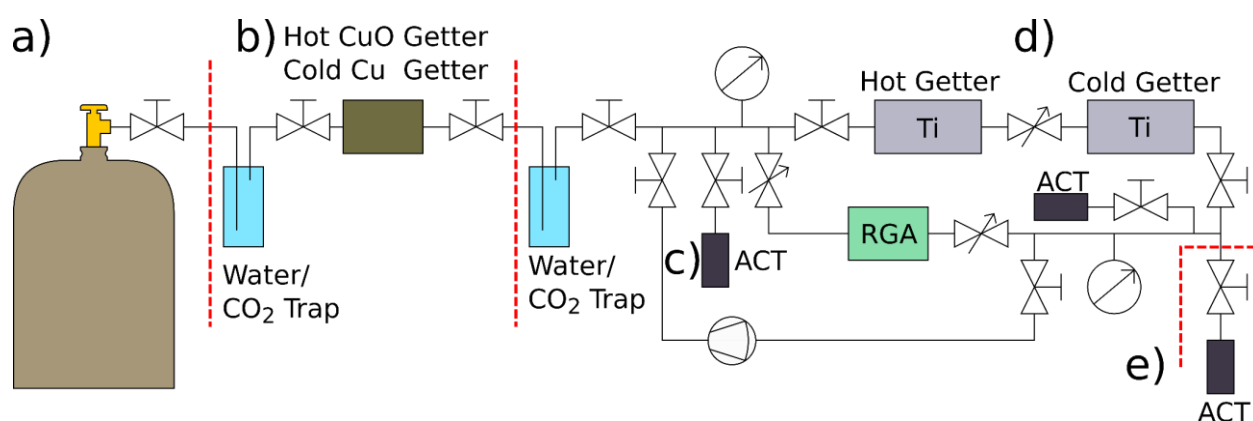 a)
b)
Hot CuO Getter
Cold Cu Getter
d)
Hot Getter
Cold Getter
Ti
Ti
ACT
RGA
c)
ACT
Water/
CO₂ Trap
Water/
CO₂ Trap
e)
ACT